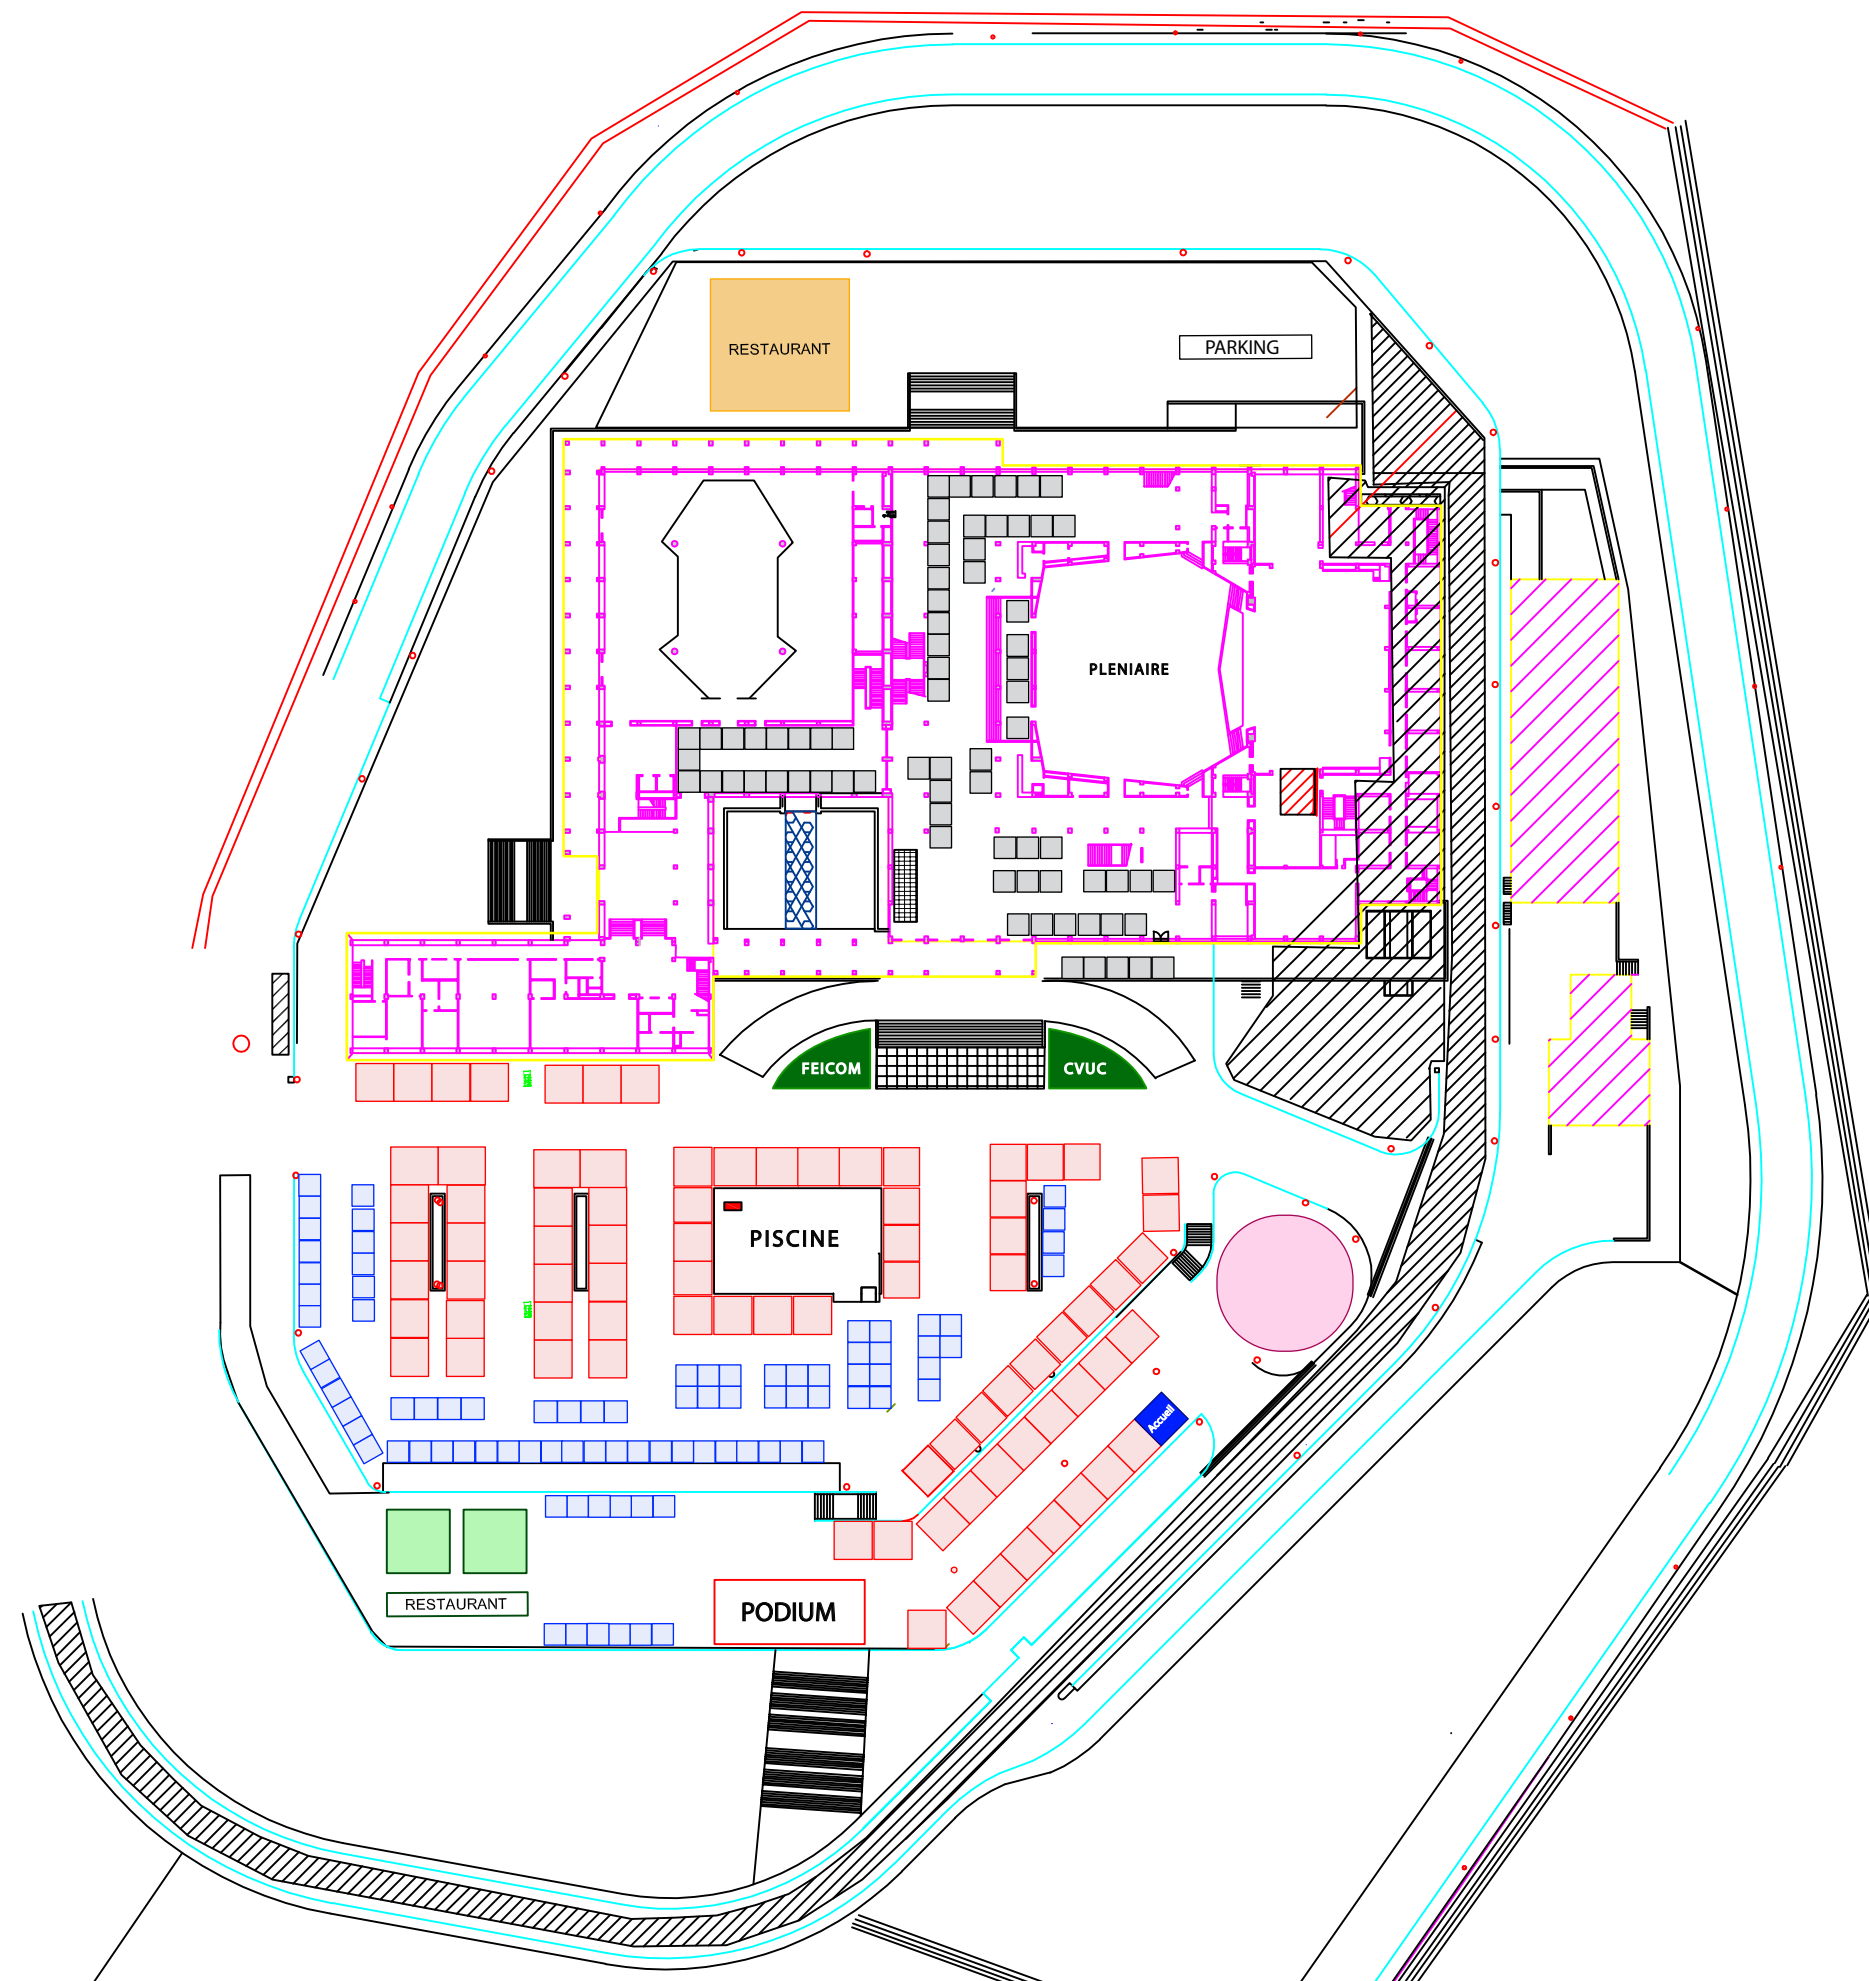 RESTAURANT
PARKING
PLENIAIRE
FEICOM
CVUC
PISCINE
Accueil
RESTAURANT
PODIUM